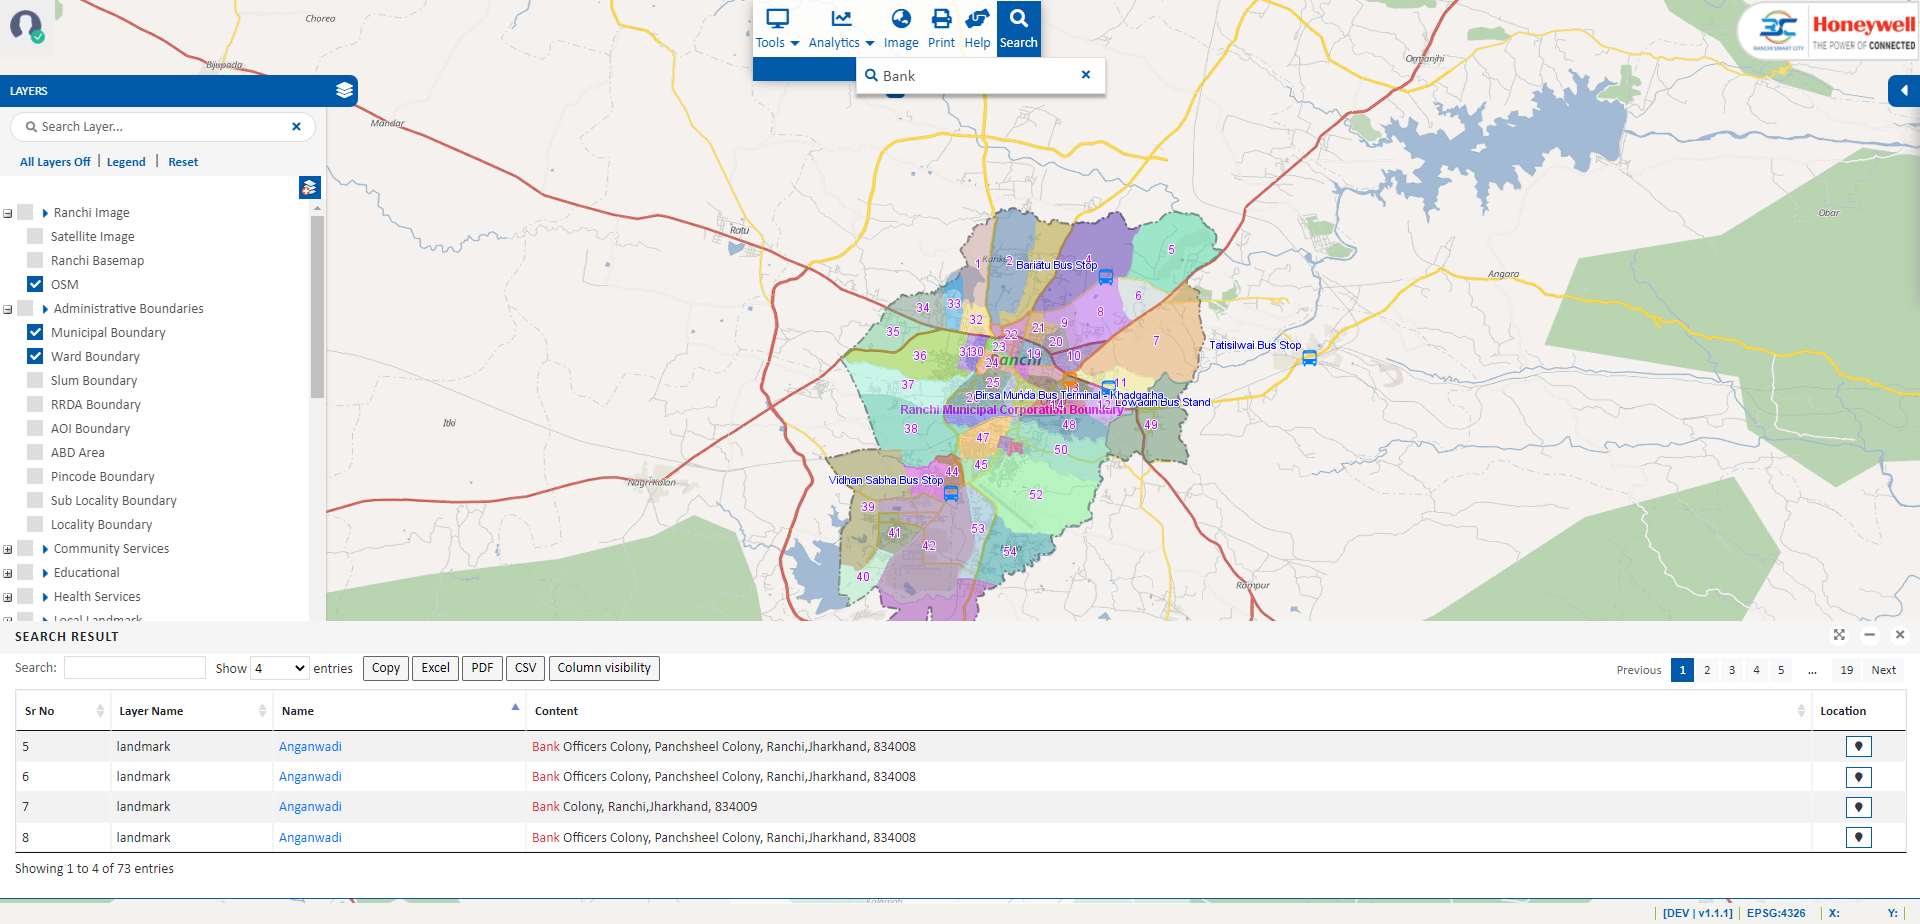 Tools
Analytics
Image
Print
Help
Search
Bank
RANCHI SMART CITY
Honeywell
THE POWER OF CONNECTED
LAYERS
Search Layer...
All Layers Off | Legend | Reset
Ranchi Image
Satellite Image
Ranchi Basemap
OSM
Administrative Boundaries
Municipal Boundary
Ward Boundary
Slum Boundary
RRDA Boundary
AOI Boundary
ABD Area
Pincode Boundary
Sub Locality Boundary
Locality Boundary
Community Services
Educational
Health Services
Local Landmark
Chorea
Bijupada
Mandar
Ormanjhi
Ratu
Obar
Angara
Itki
Nagri Kalan
Rampur
Kanke
Ranchi
Bariatu Bus Stop
Tatisilwai Bus Stop
Birsa Munda Bus Terminal - Khadgarha
Lowadih Bus Stand
Ranchi Municipal Corporation Boundary
Vidhan Sabha Bus Stop
1
2
4
5
6
7
8
9
10
11
19
20
21
22
23
24
25
30
31
32
33
34
35
36
37
38
39
40
41
42
44
45
47
48
49
50
52
53
54
SEARCH RESULT
Search:
Show 4 entries
Copy
Excel
PDF
CSV
Column visibility
Previous 1 2 3 4 5 ... 19 Next
Sr No Layer Name Name Content Location
5 landmark Anganwadi Bank Officers Colony, Panchsheel Colony, Ranchi,Jharkhand, 834008
6 landmark Anganwadi Bank Officers Colony, Panchsheel Colony, Ranchi,Jharkhand, 834008
7 landmark Anganwadi Bank Colony, Ranchi,Jharkhand, 834009
8 landmark Anganwadi Bank Officers Colony, Panchsheel Colony, Ranchi,Jharkhand, 834008
Showing 1 to 4 of 73 entries
[DEV | v1.1.1] EPSG:4326 X: Y: